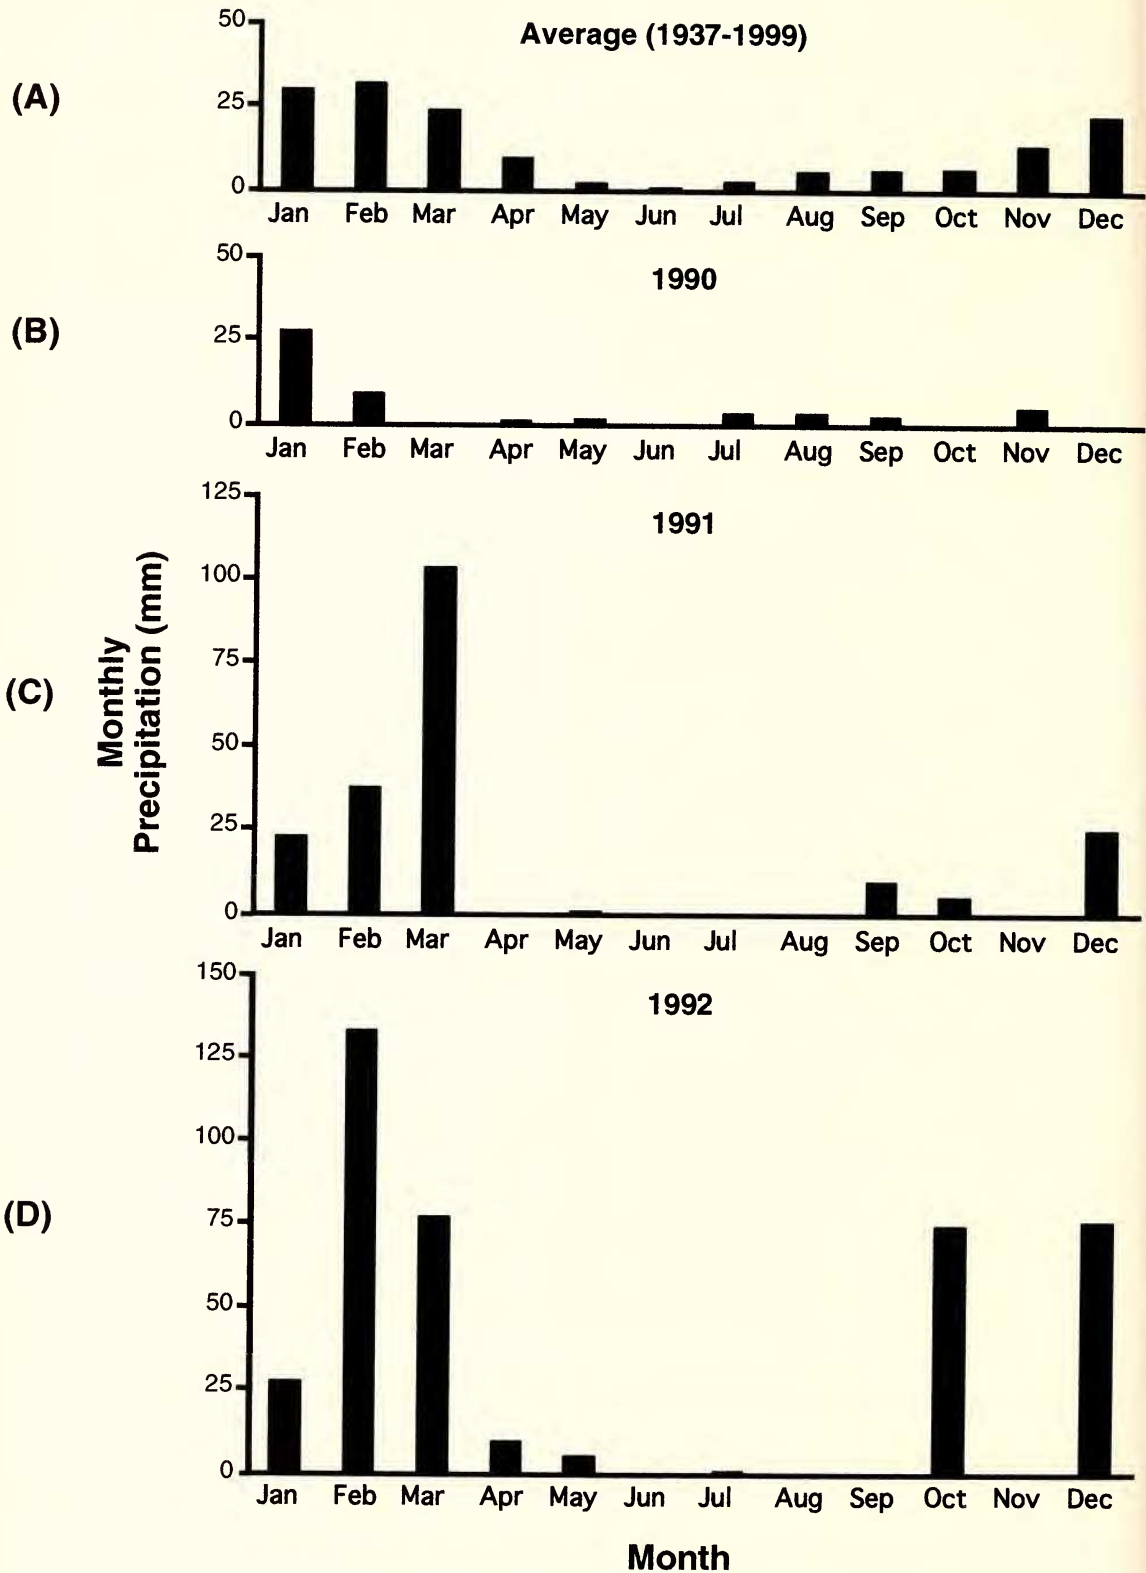 Average (1937-1999)
(A)
50
25
0
Jan Feb Mar Apr May Jun Jul Aug Sep Oct Nov Dec
1990
(B)
50
25
0
Jan Feb Mar Apr May Jun Jul Aug Sep Oct Nov Dec
1991
(C)
Monthly
Precipitation (mm)
125
100
75
50
25
0
Jan Feb Mar Apr May Jun Jul Aug Sep Oct Nov Dec
1992
(D)
150
125
100
75
50
25
0
Jan Feb Mar Apr May Jun Jul Aug Sep Oct Nov Dec
Month